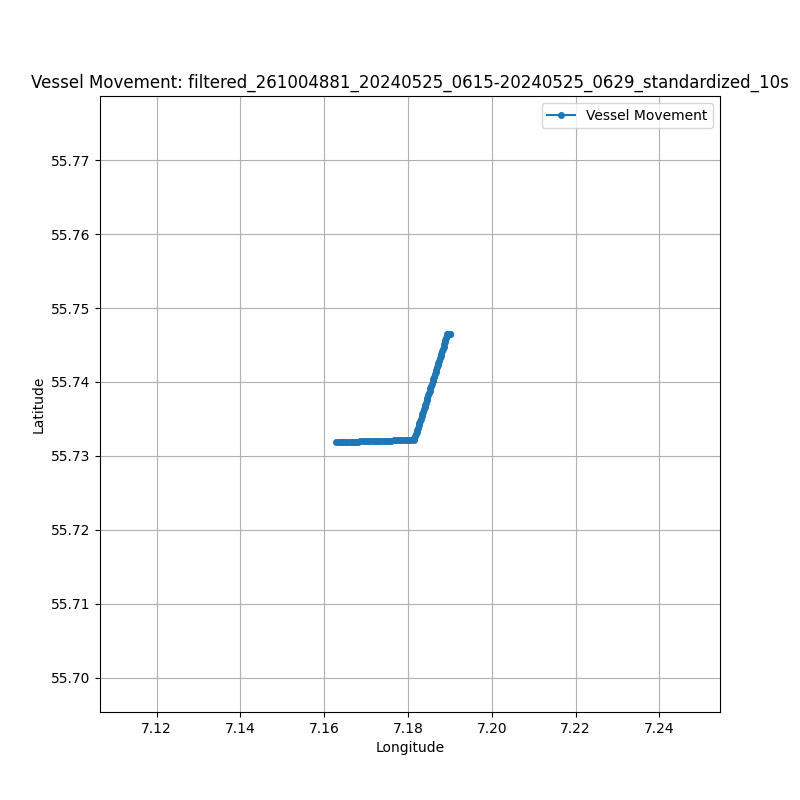 Vessel Movement: filtered_261004881_20240525_0615-20240525_0629_standardized_10s
Vessel Movement
55.77
55.76
55.75
55.74
55.73
55.72
55.71
55.70
Latitude
7.12 7.14 7.16 7.18 7.20 7.22 7.24
Longitude